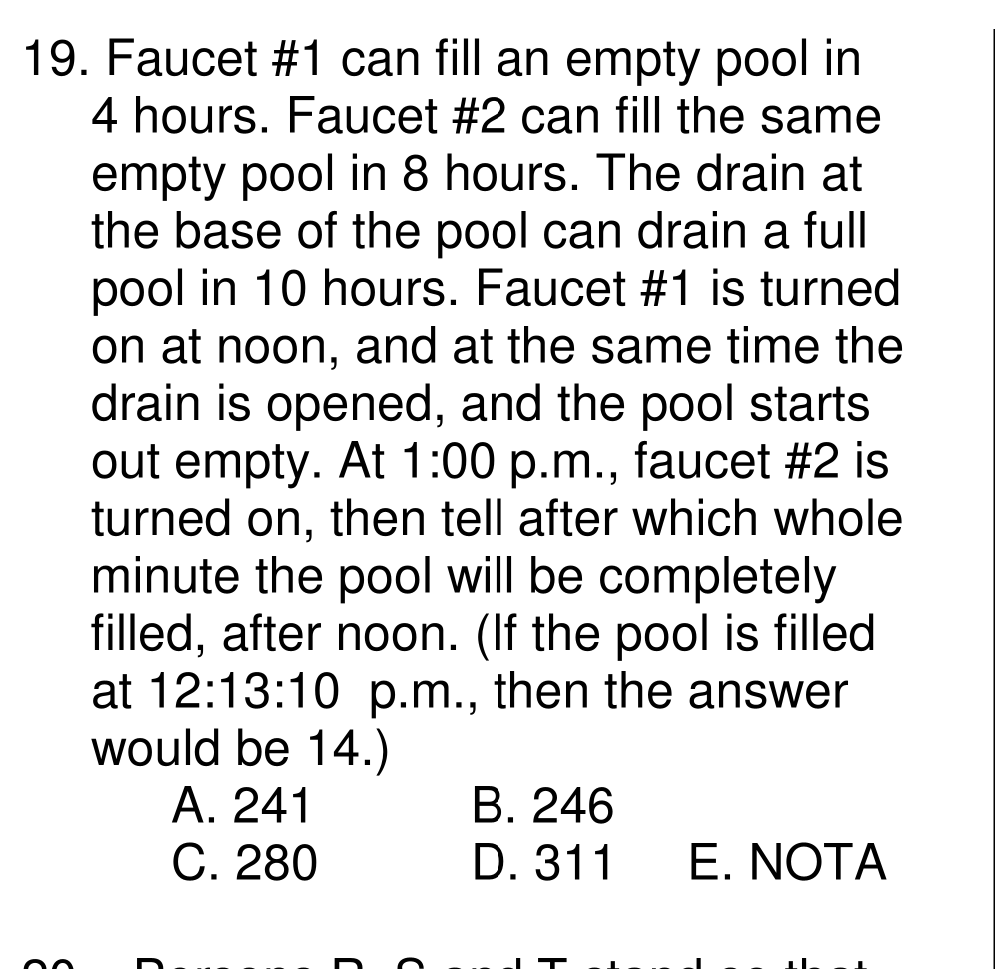 19. Faucet #1 can fill an empty pool in
4 hours. Faucet #2 can fill the same
empty pool in 8 hours. The drain at
the base of the pool can drain a full
pool in 10 hours. Faucet #1 is turned
on at noon, and at the same time the
drain is opened, and the pool starts
out empty. At 1:00 p.m., faucet #2 is
turned on, then tell after which whole
minute the pool will be completely
filled, after noon. (If the pool is filled
at 12:13:10 p.m., then the answer
would be 14.)
A. 241 B. 246
C. 280 D. 311 E. NOTA